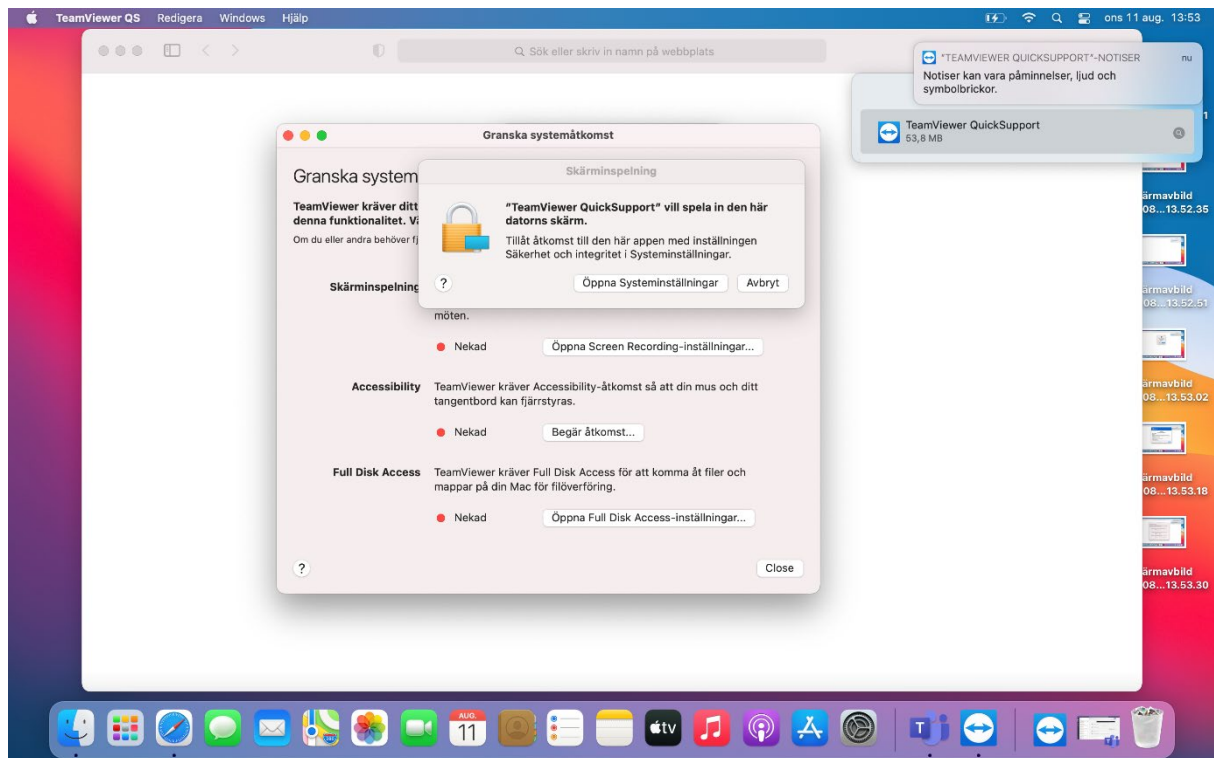 TeamViewer QS Redigera Windows Hjälp ons 11 aug. 13:53
Sök eller skriv in namn på webbplats
"TEAMVIEWER QUICKSUPPORT"-NOTISER nu
Notiser kan vara påminnelser, ljud och
symbolbrickor.
TeamViewer QuickSupport
53,8 MB
1
Granska systemåtkomst
Granska system
TeamViewer kräver ditt
denna funktionalitet. Vä
Om du eller andra behöver fj
Skärminspelning
"TeamViewer QuickSupport" vill spela in den här
datorns skärm.
Tillåt åtkomst till den här appen med inställningen
Säkerhet och integritet i Systeminställningar.
? Öppna Systeminställningar Avbryt
Skärminspelning
möten.
Nekad Öppna Screen Recording-inställningar...
Accessibility TeamViewer kräver Accessibility-åtkomst så att din mus och ditt
tangentbord kan fjärrstyras.
Nekad Begär åtkomst...
Full Disk Access TeamViewer kräver Full Disk Access för att komma åt filer och
mappar på din Mac för filöverföring.
Nekad Öppna Full Disk Access-inställningar...
? Close
ärmavbild
08...13.52.35
ärmavbild
08...13.52.51
ärmavbild
08...13.53.02
ärmavbild
08...13.53.18
ärmavbild
08...13.53.30
AUG.
11
tv
T